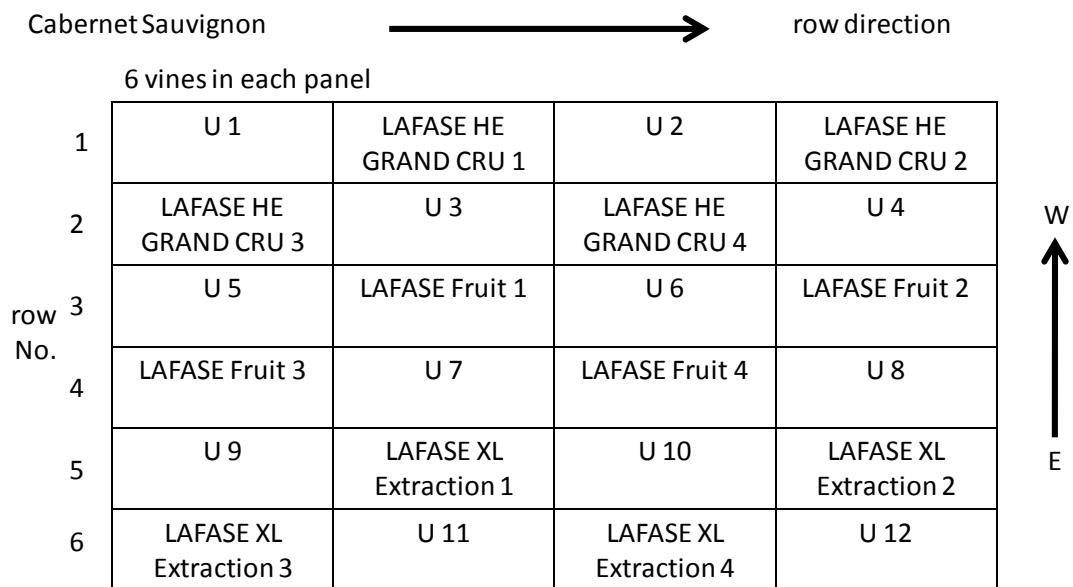 Cabernet Sauvignon
row direction
6 vines in each panel
1
U 1
LAFASE HE
GRAND CRU 1
U 2
LAFASE HE
GRAND CRU 2
2
LAFASE HE
GRAND CRU 3
U 3
LAFASE HE
GRAND CRU 4
U 4
W
row
No.
3
U 5
LAFASE Fruit 1
U 6
LAFASE Fruit 2
4
LAFASE Fruit 3
U 7
LAFASE Fruit 4
U 8
5
U 9
LAFASE XL
Extraction 1
U 10
LAFASE XL
Extraction 2
E
6
LAFASE XL
Extraction 3
U 11
LAFASE XL
Extraction 4
U 12